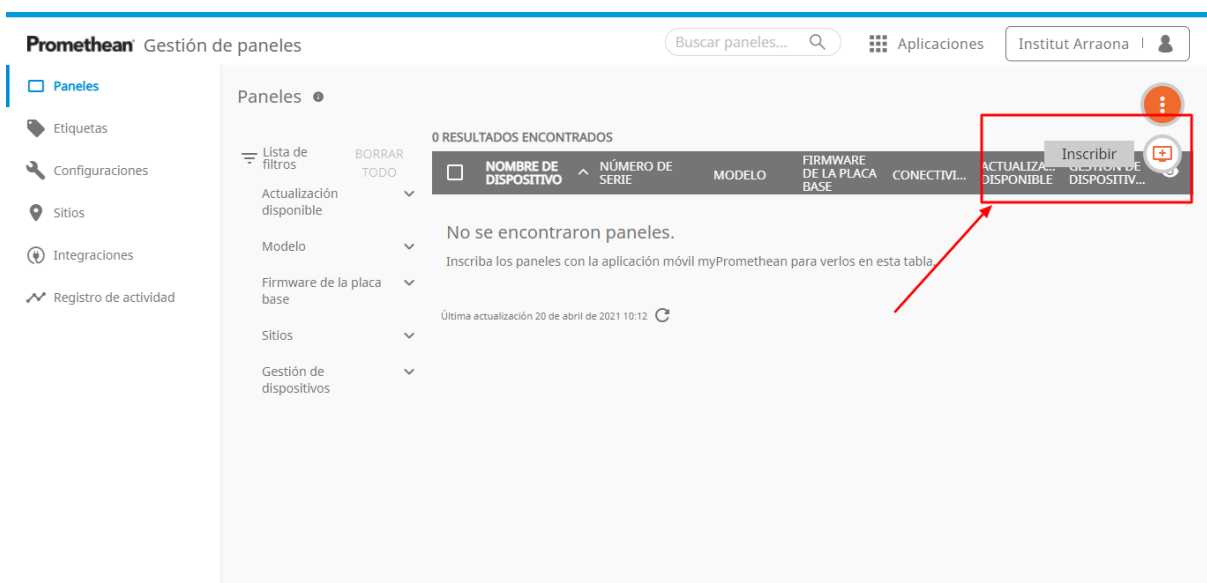 Promethean Gestión de paneles
Buscar paneles...
Aplicaciones
Institut Arraona
Paneles
Etiquetas
Configuraciones
Sitios
Integraciones
Registro de actividad
Paneles
Lista de
filtros
BORRAR
TODO
Actualización
disponible
Modelo
Firmware de la placa
base
Sitios
Gestión de
dispositivos
0 RESULTADOS ENCONTRADOS
Inscribir
NOMBRE DE
DISPOSITIVO
NÚMERO DE
SERIE
MODELO
FIRMWARE
DE LA PLACA
BASE
CONECTIVI...
ACTUALIZA...
DISPONIBLE
GESTIÓN DE
DISPOSITIV...
No se encontraron paneles.
Inscriba los paneles con la aplicación móvil myPromethean para verlos en esta tabla.
Última actualización 20 de abril de 2021 10:12